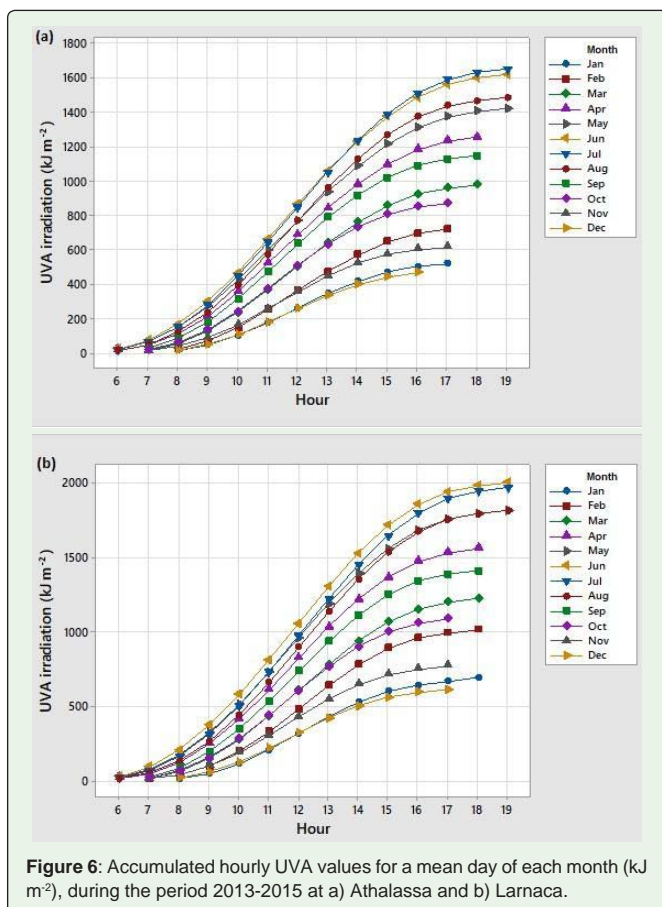 (a)
1800
1600
1400
1200
1000
800
600
400
200
0
UVA irradiation (kJ m-2)
6 7 8 9 10 11 12 13 14 15 16 17 18 19
Hour
Month
Jan
Feb
Mar
Apr
May
Jun
Jul
Aug
Sep
Oct
Nov
Dec
(b)
2000
1500
1000
500
0
UVA irradiation (kJ m-2)
6 7 8 9 10 11 12 13 14 15 16 17 18 19
Hour
Month
Jan
Feb
Mar
Apr
May
Jun
Jul
Aug
Sep
Oct
Nov
Dec
Figure 6: Accumulated hourly UVA values for a mean day of each month (kJ
m-2), during the period 2013-2015 at a) Athalassa and b) Larnaca.